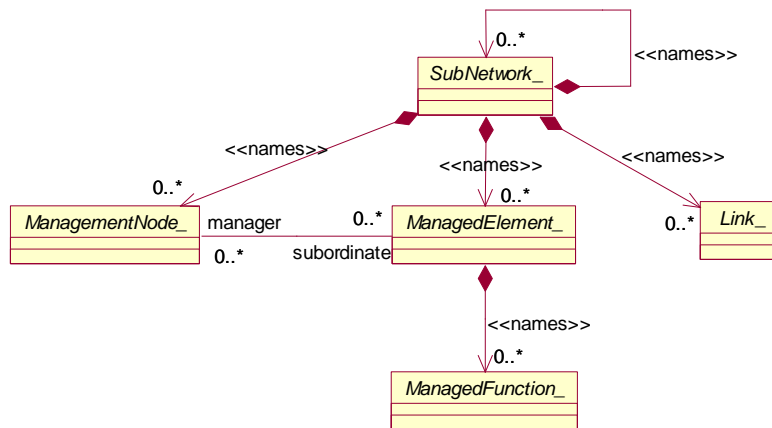 0..*
SubNetwork_
<<names>>
<<names>>
<<names>>
<<names>>
0..*
0..*
0..*
ManagementNode_
manager
0..*
0..*
subordinate
ManagedElement_
Link_
<<names>>
0..*
ManagedFunction_